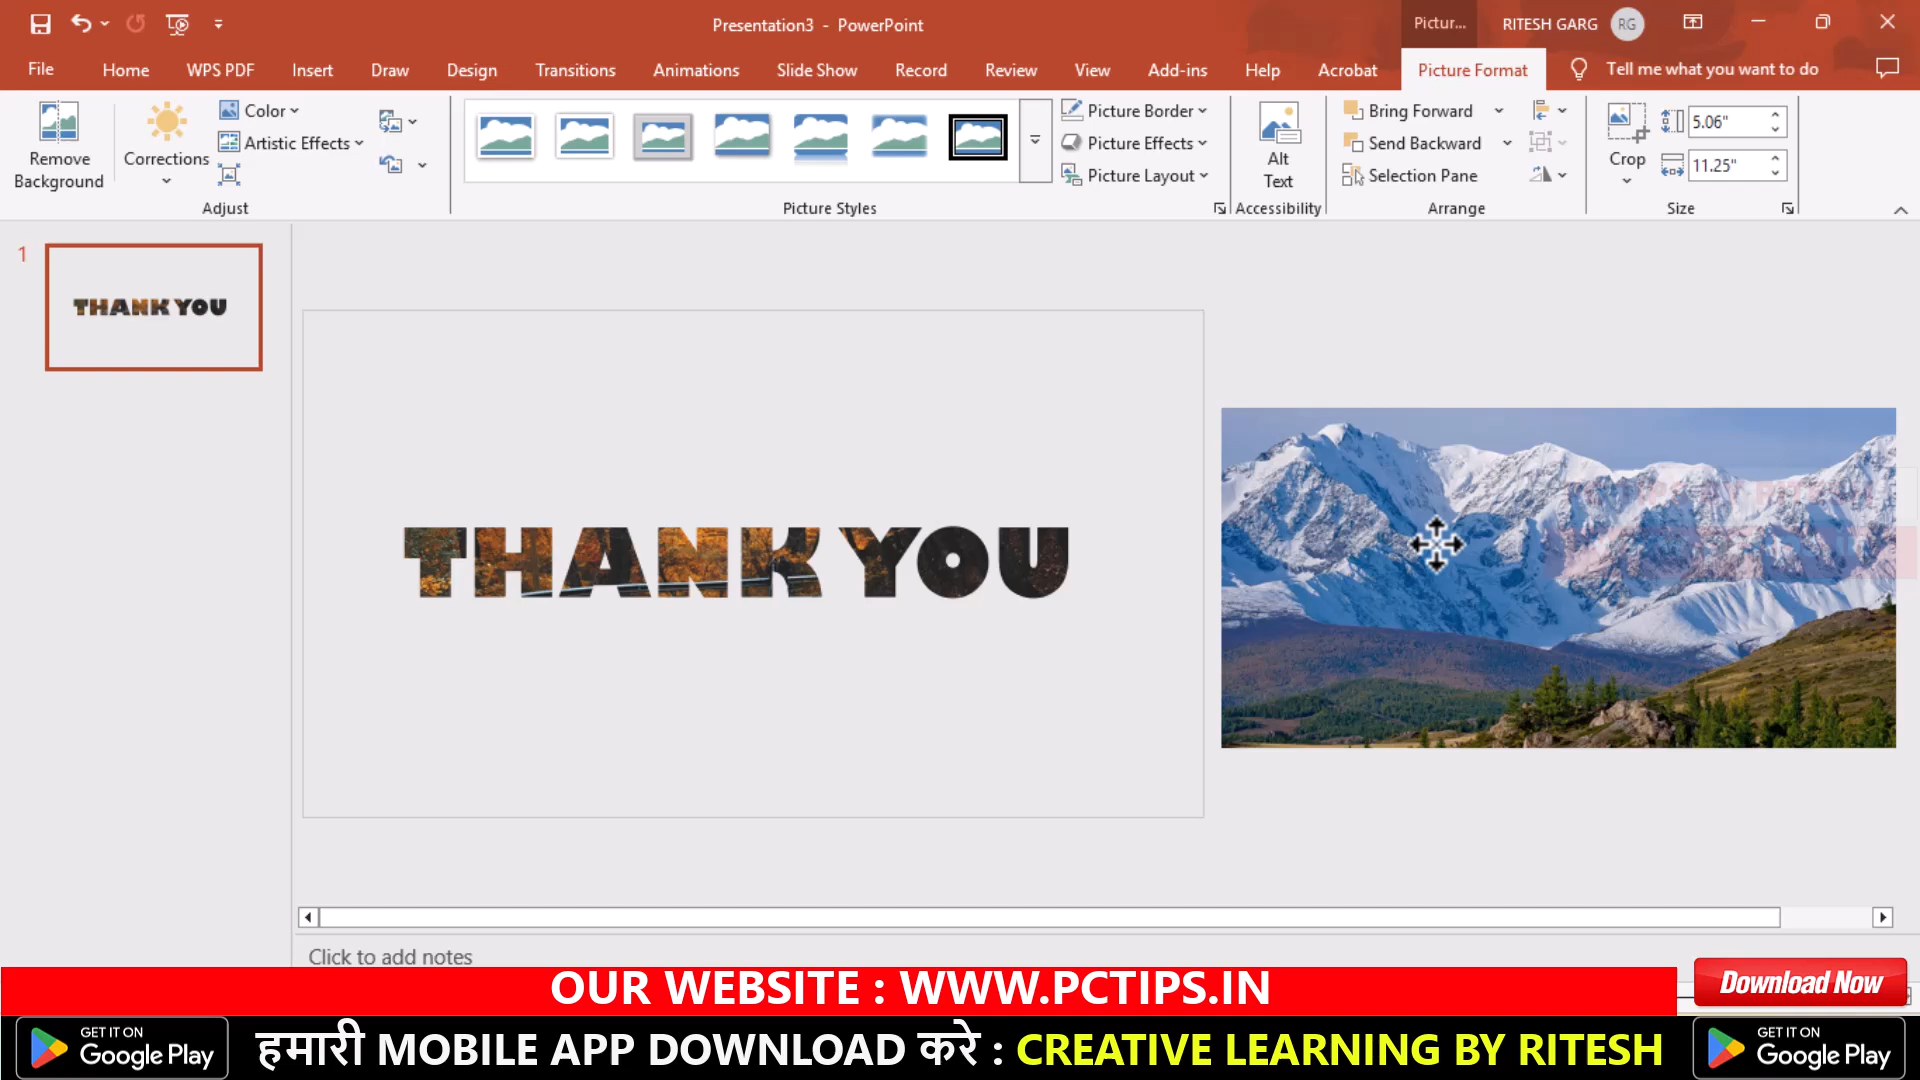 Presentation3 - PowerPoint
Pictur...
RITESH GARG
RG
File
Home
WPS PDF
Insert
Draw
Design
Transitions
Animations
Slide Show
Record
Review
View
Add-ins
Help
Acrobat
Picture Format
Tell me what you want to do
Remove
Background
Corrections
Color
Artistic Effects
Adjust
Picture Border
Picture Effects
Picture Layout
Picture Styles
Alt
Text
Accessibility
Bring Forward
Send Backward
Selection Pane
Arrange
Crop
5.06"
11.25"
Size
1
THANK YOU
THANK YOU
Click to add notes
OUR WEBSITE : WWW.PCTIPS.IN
Download Now
GET IT ON
Google Play
हमारी MOBILE APP DOWNLOAD करे : CREATIVE LEARNING BY RITESH
GET IT ON
Google Play